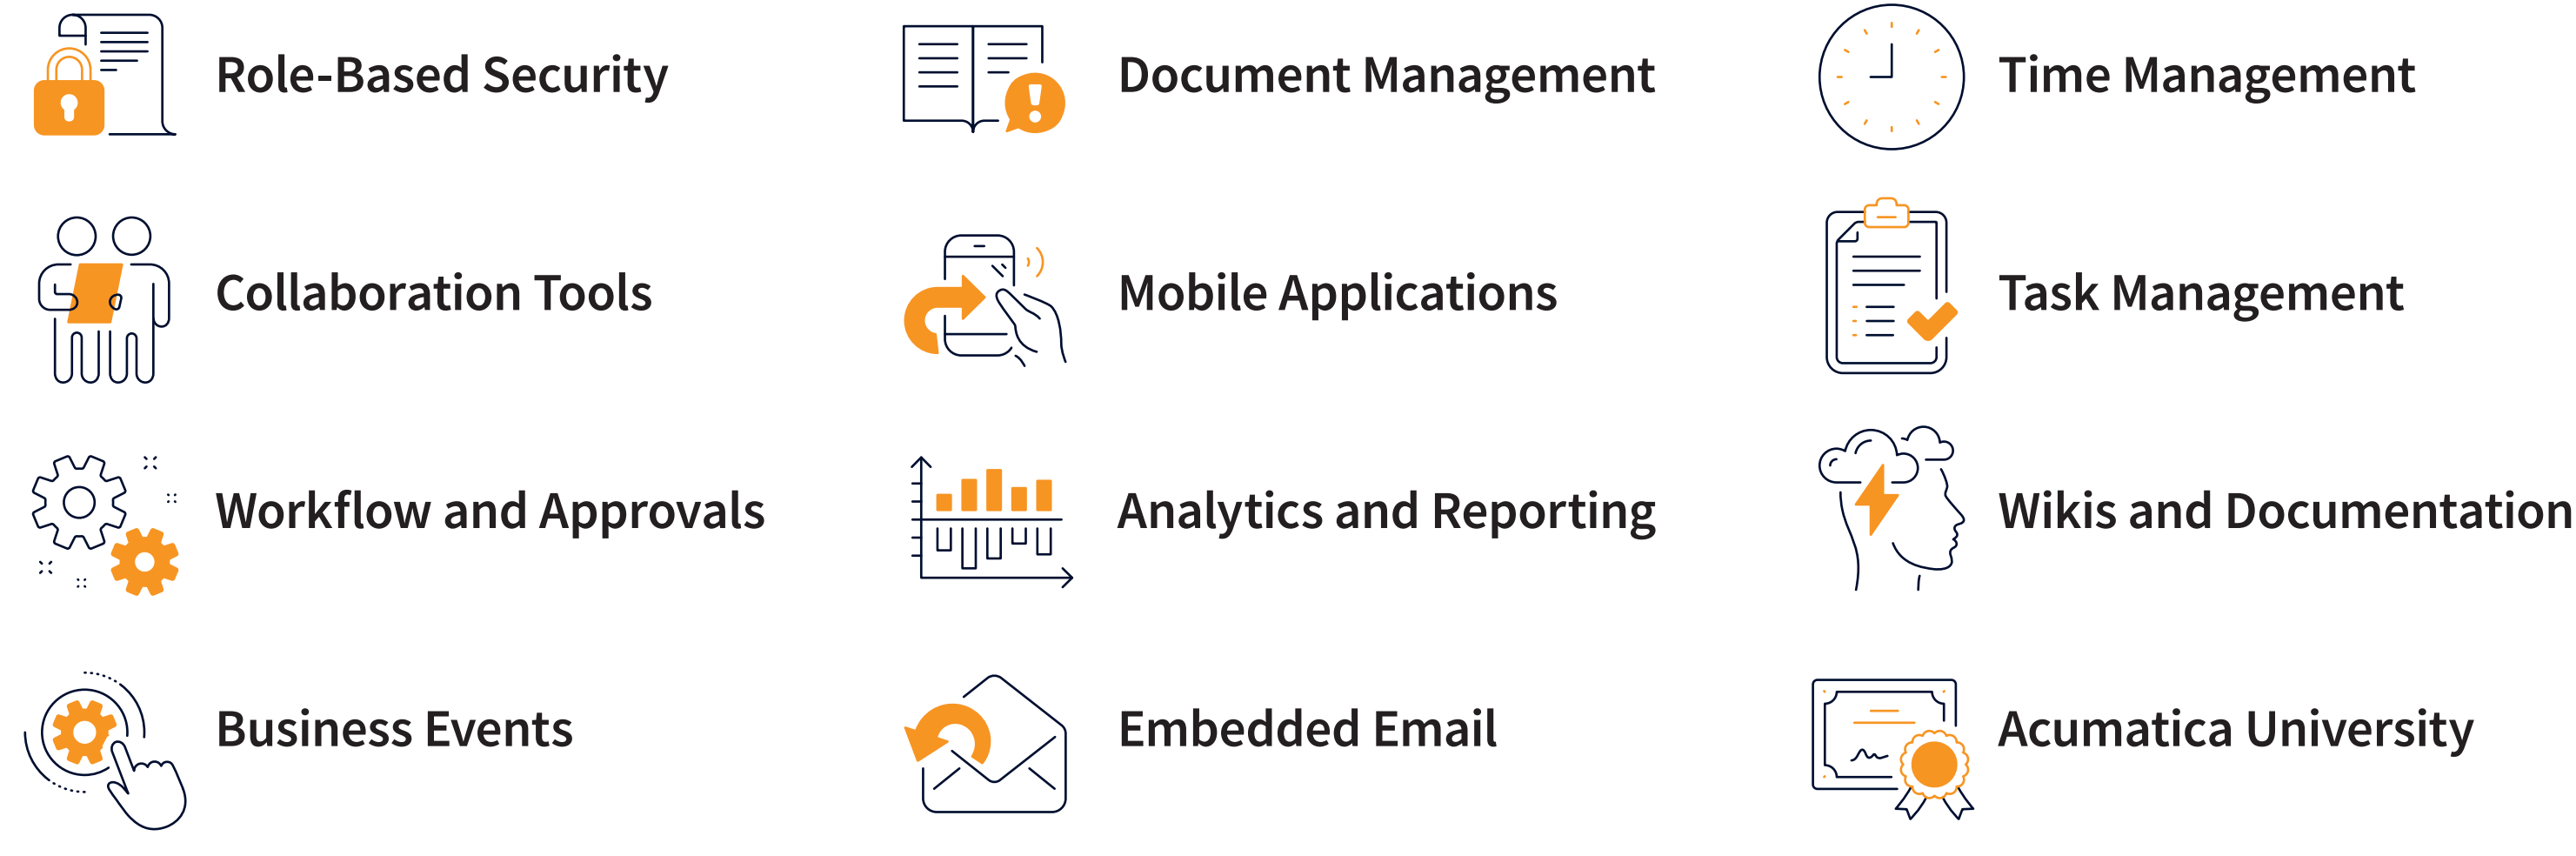 Role-Based Security
Document Management
Time Management
Collaboration Tools
Mobile Applications
Task Management
Workflow and Approvals
Analytics and Reporting
Wikis and Documentation
Business Events
Embedded Email
Acumatica University